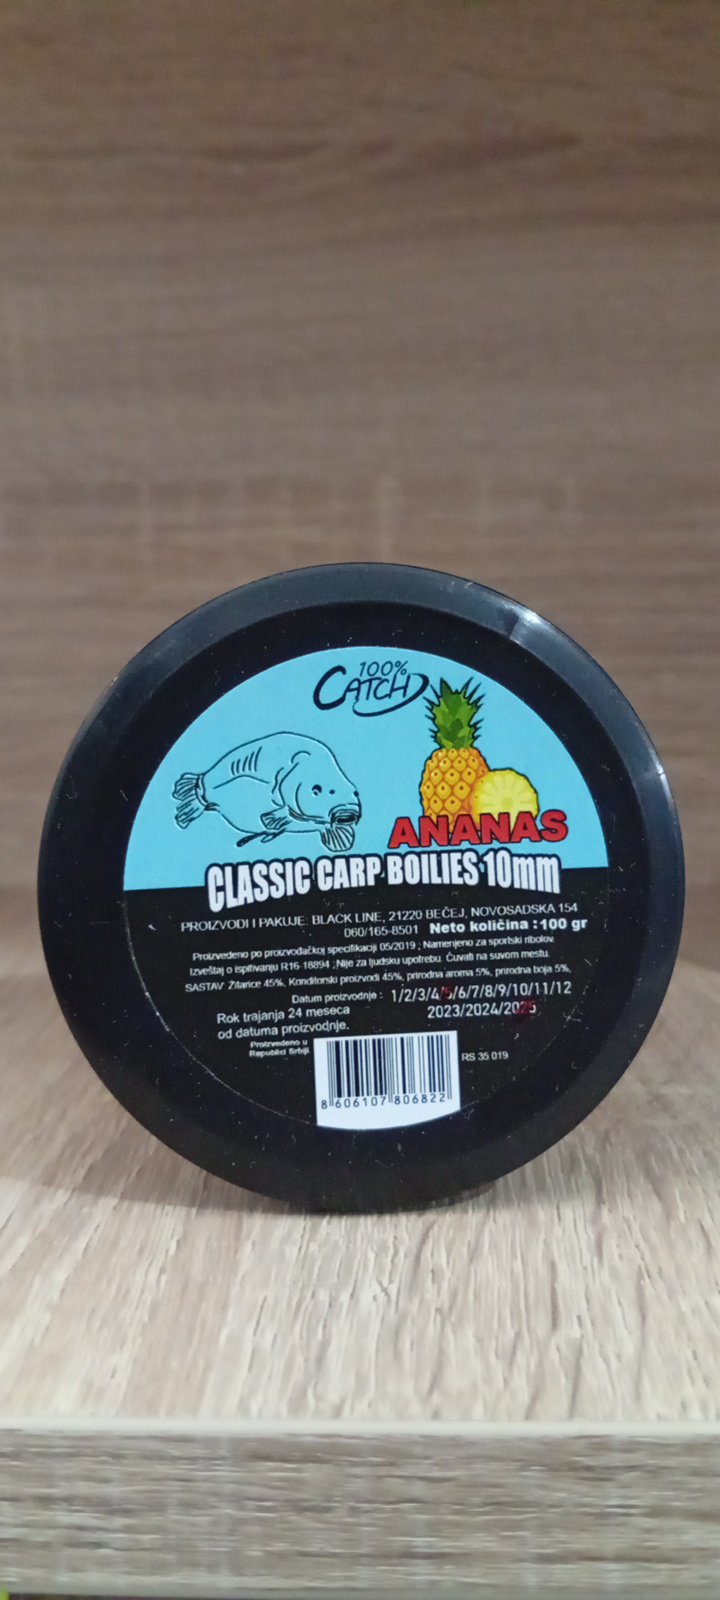 100%
CATCH
ANANAS
CLASSIC CARP BOILIES 10mm
PROIZVODI I PAKUJE: BLACK LINE, 21220 BEČEJ, NOVOSADSKA 154
060/165-8501 Neto količina : 100 gr
Proizvedeno po proizvođačkoj specifikaciji 05/2019 ; Namenjeno za sportski ribolov.
Izveštaj o ispitivanju R16-18894 ; Nije za ljudsku upotrebu. Čuvati na suvom mestu.
SASTAV: Žitarice 45%, Konditorski proizvodi 45%, prirodna aroma 5%, prirodna boja 5%,
Datum proizvodnje : 1/2/3/4/5/6/7/8/9/10/11/12
Rok trajanja 24 meseca 2023/2024/2025
od datuma proizvodnje.
Proizvedeno u
Republici Srbiji
RS 35 019
8 606107 806822